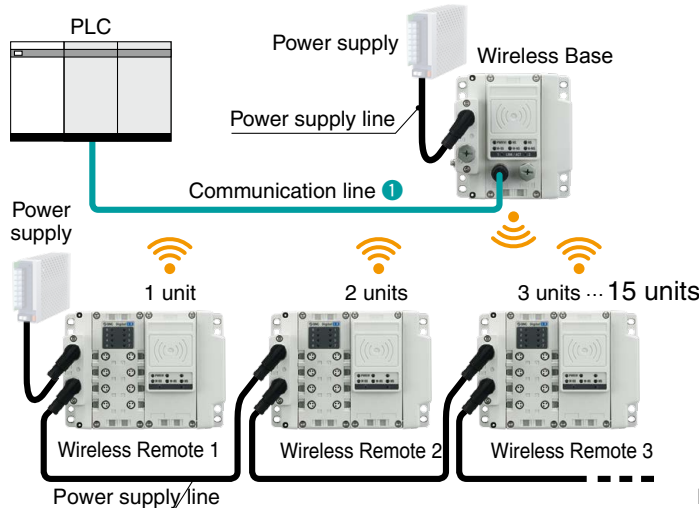 PLC
Power supply
Wireless Base
Power supply line
Communication line 1
Power
supply
1 unit
2 units
3 units ··· 15 units
Wireless Remote 1
Wireless Remote 2
Wireless Remote 3
Power supply line